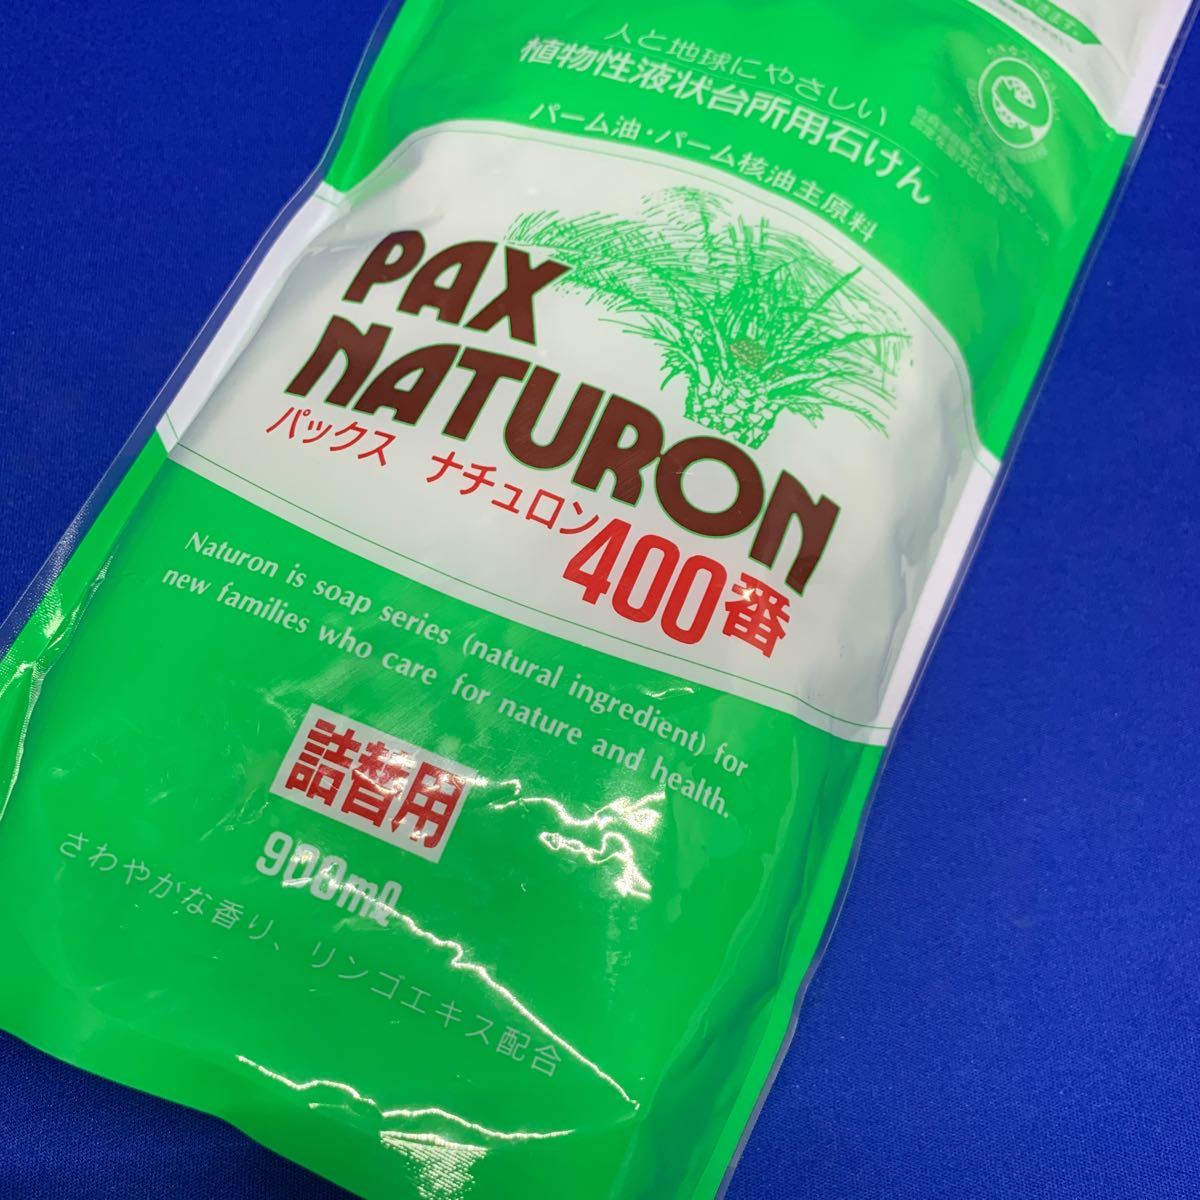 できます
人と地球にやさしい
植物性液状台所用石けん
パーム油・パーム核油主原料
PAX
NATURON
パックス ナチュロン
400番
Naturon is soap series (natural ingredient) for
new families who care for nature and health.
詰替用
900ml
さわやかな香り、リンゴエキス配合